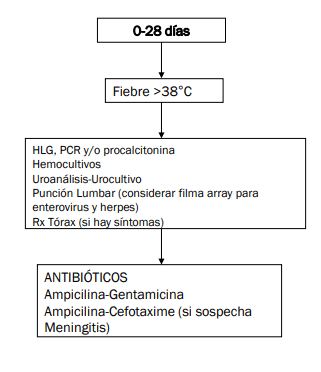 0-28 días
Fiebre >38°C
HLG, PCR y/o procalcitonina
Hemocultivos
Uroanálisis-Urocultivo
Punción Lumbar (considerar filma array para
enterovirus y herpes)
Rx Tórax (si hay síntomas)
ANTIBIÓTICOS
Ampicilina-Gentamicina
Ampicilina-Cefotaxime (si sospecha
Meningitis)